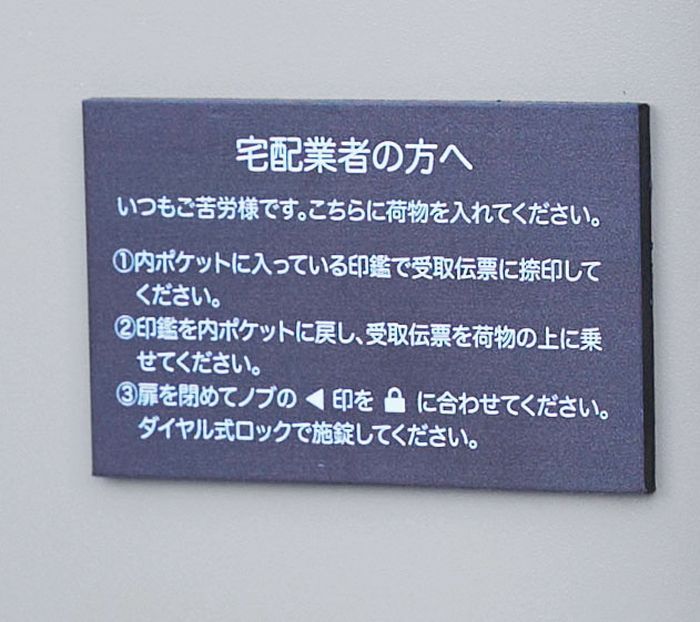 宅配業者の方へ
いつもご苦労様です。こちらに荷物を入れてください。
①内ポケットに入っている印鑑で受取伝票に捺印して
ください。
②印鑑を内ポケットに戻し、受取伝票を荷物の上に乗
せてください。
③扉を閉めてノブの ◀ 印を 🔒 に合わせてください。
ダイヤル式ロックで施錠してください。